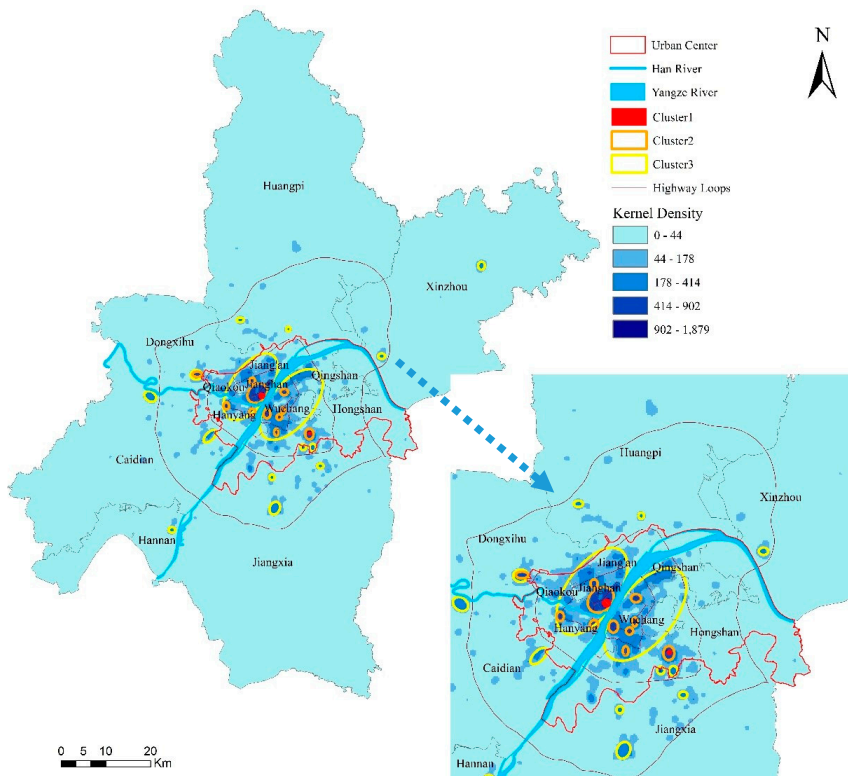 N
Urban Center
Han River
Yangze River
Cluster1
Cluster2
Cluster3
Highway Loops
Kernel Density
0 - 44
44 - 178
178 - 414
414 - 902
902 - 1,879
Huangpi
Xinzhou
Dongxihu
Jiang'an
Qingshan
Qiaokou
Jianghan
Wuchang
Hongshan
Hanyang
Caidian
Hannan
Jiangxia
0 5 10 20
Km
Huangpi
Xinzhou
Dongxihu
Jiang'an
Qingshan
Qiaokou
Jianghan
Wuchang
Hanyang
Hongshan
Caidian
Jiangxia
Hannan